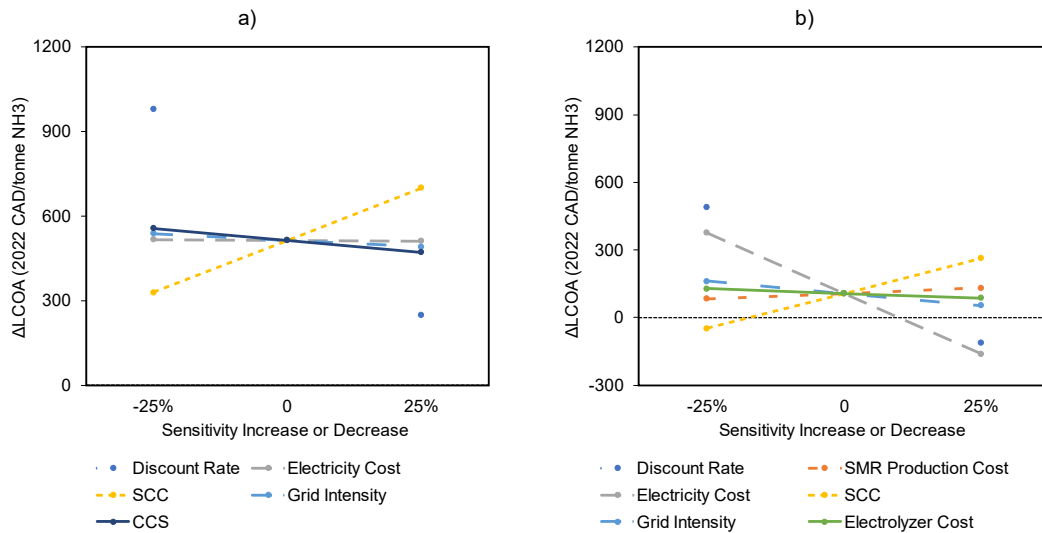 a)
1200
900
600
300
0
-25%
0
25%
ΔLCOA (2022 CAD/tonne NH3)
Sensitivity Increase or Decrease
Discount Rate
Electricity Cost
SCC
Grid Intensity
CCS
b)
1200
900
600
300
0
-300
-25%
0
25%
ΔLCOA (2022 CAD/tonne NH3)
Sensitivity Increase or Decrease
Discount Rate
SMR Production Cost
Electricity Cost
SCC
Grid Intensity
Electrolyzer Cost